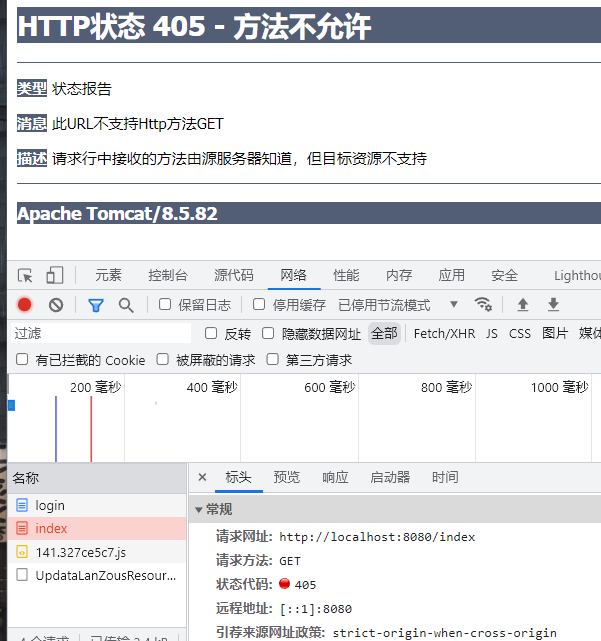 HTTP状态 405 - 方法不允许
类型 状态报告
消息 此URL不支持Http方法GET
描述 请求行中接收的方法由源服务器知道，但目标资源不支持
Apache Tomcat/8.5.82
元素 控制台 源代码 网络 性能 内存 应用 安全 Lighthou
保留日志 停用缓存 已停用节流模式
过滤 反转 隐藏数据网址 全部 Fetch/XHR JS CSS 图片 媒体
有已拦截的 Cookie 被屏蔽的请求 第三方请求
200 毫秒 400 毫秒 600 毫秒 800 毫秒 1000 毫秒
名称 标头 预览 响应 启动器 时间
login
常规
index
请求网址: http://localhost:8080/index
141.327ce5c7.js
请求方法: GET
UpdataLanZousResour...
状态代码: 405
远程地址: [::1]:8080
引荐来源网址政策: strict-origin-when-cross-origin